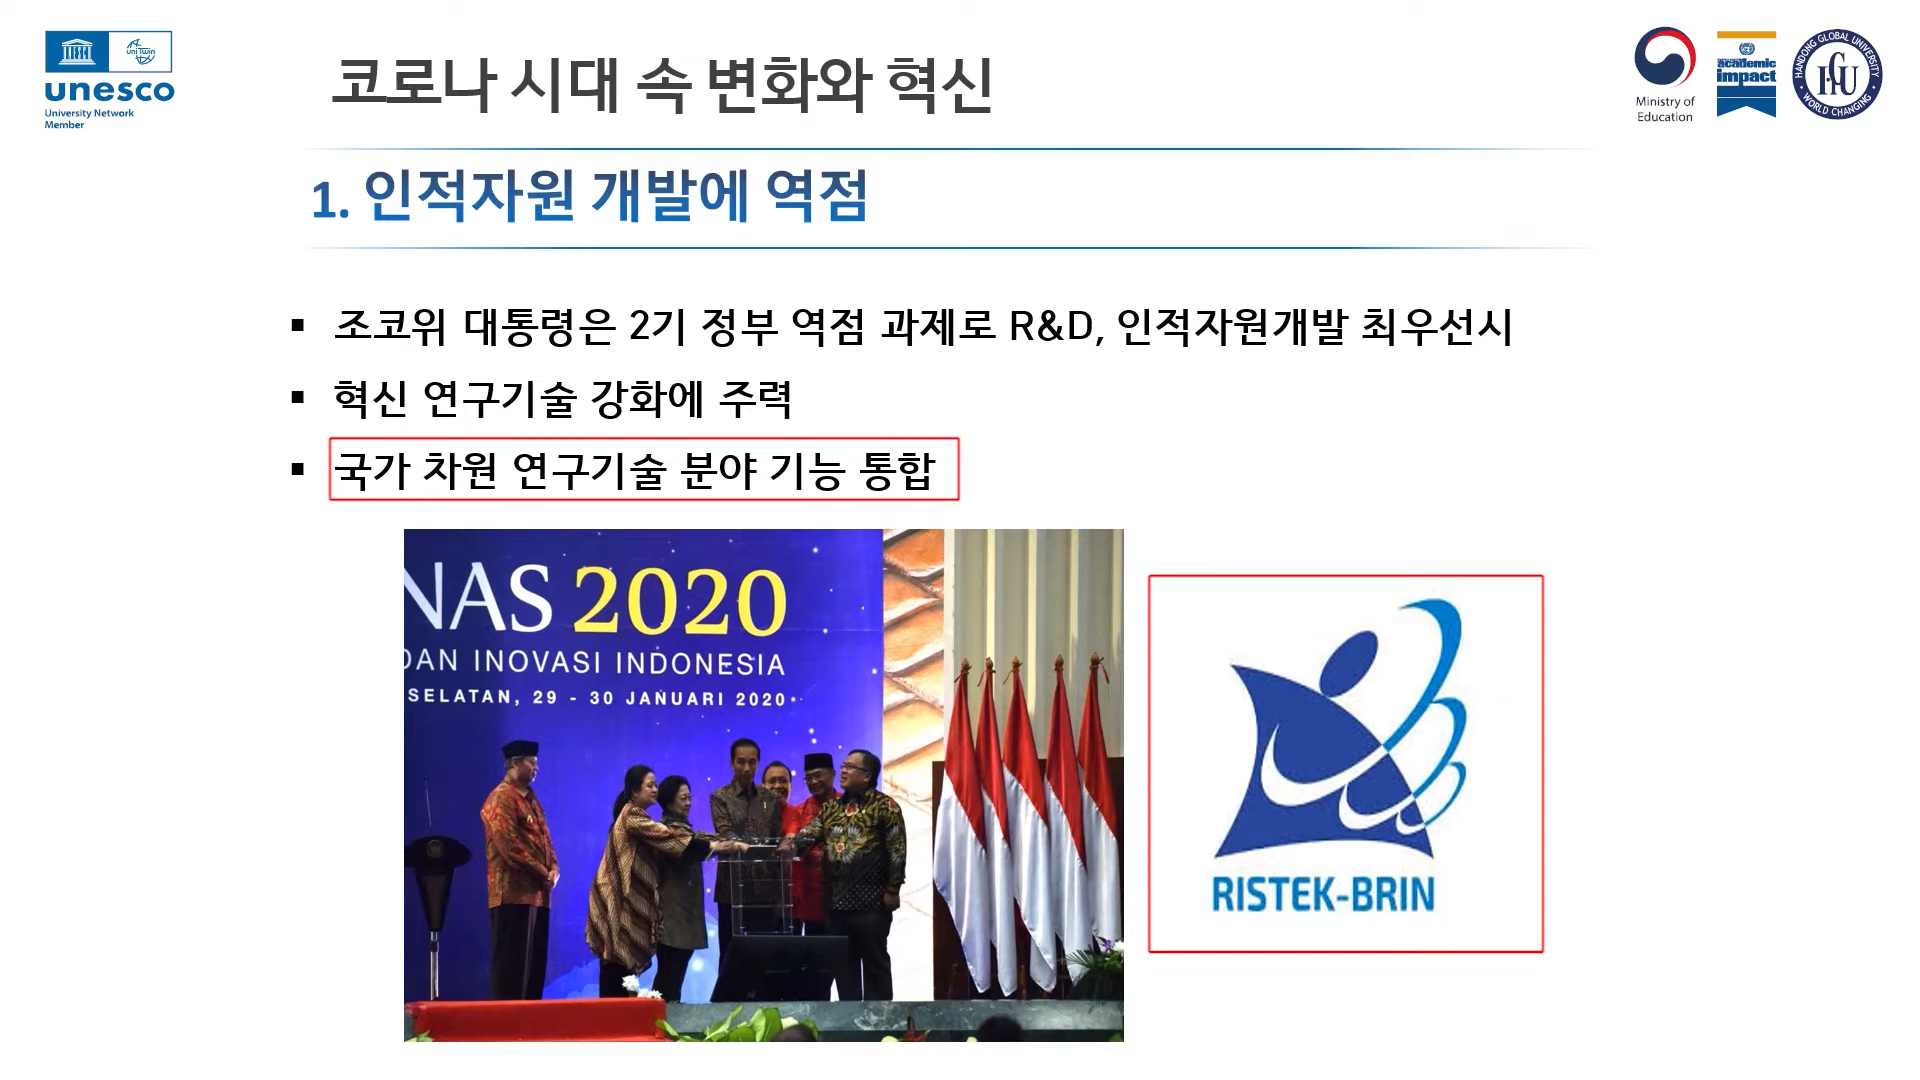 unesco
University Network
Member
uni twin
코로나 시대 속 변화와 혁신
Ministry of
Education
academic
impact
HANDONG GLOBAL UNIVERSITY
HGU
WORLD CHANGING
1. 인적자원 개발에 역점
▪ 조코위 대통령은 2기 정부 역점 과제로 R&D, 인적자원개발 최우선시
▪ 혁신 연구기술 강화에 주력
▪ 국가 차원 연구기술 분야 기능 통합
NAS 2020
DAN INOVASI INDONESIA
SELATAN, 29 - 30 JANUARI 2020
RISTEK-BRIN